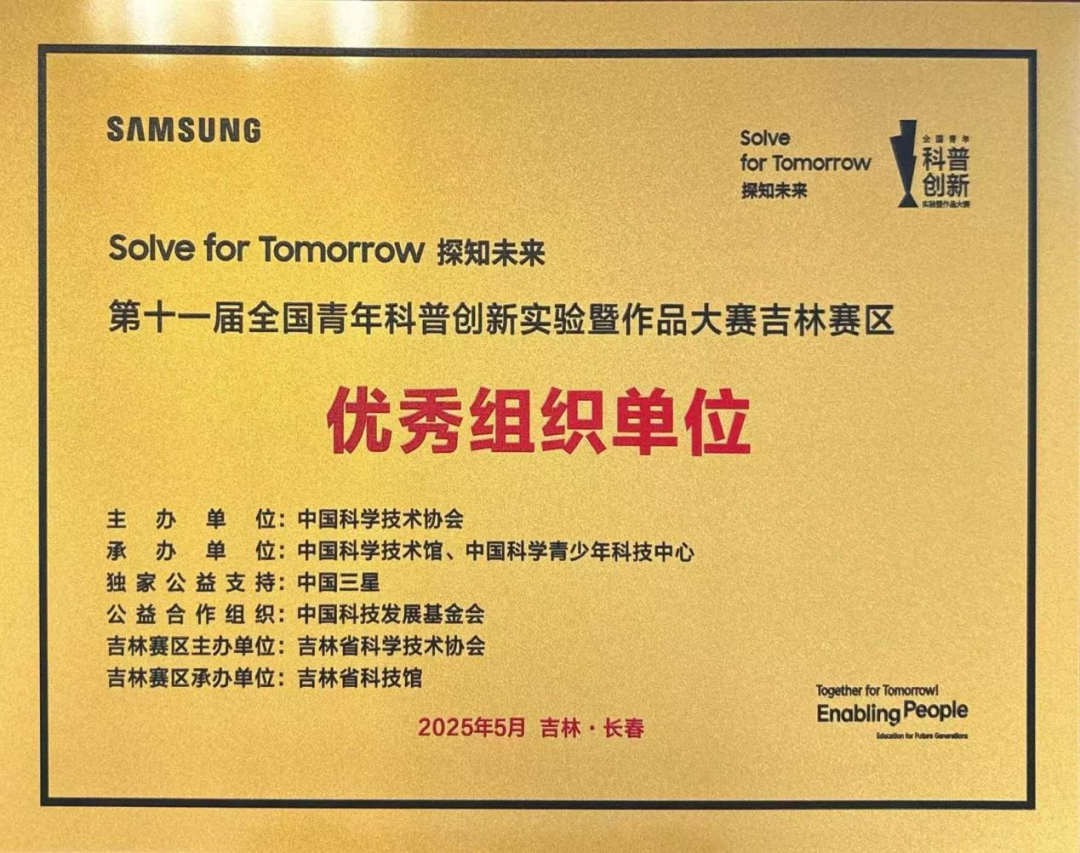 SAMSUNG
Solve
for Tomorrow
探知未来
全国青年
科普
创新
实验暨作品大赛
Solve for Tomorrow 探知未来
第十一届全国青年科普创新实验暨作品大赛吉林赛区
优秀组织单位
主办单位：中国科学技术协会
承办单位：中国科学技术馆、中国科学青少年科技中心
独家公益支持：中国三星
公益合作组织：中国科技发展基金会
吉林赛区主办单位：吉林省科学技术协会
吉林赛区承办单位：吉林省科技馆
2025年5月 吉林·长春
Together for Tomorrow!
Enabling People
Education for Future Generations